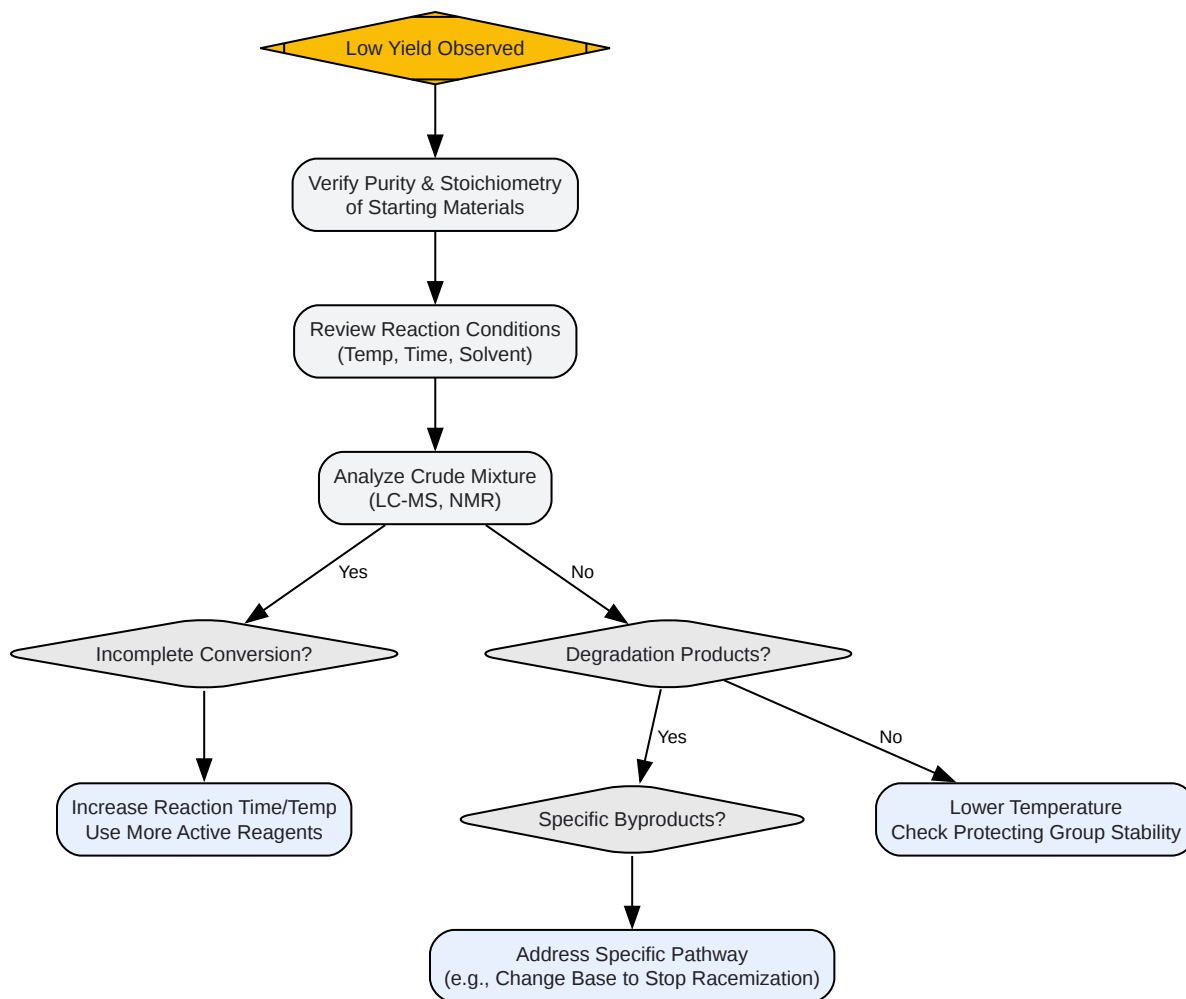 Low Yield Observed
Verify Purity & Stoichiometry
of Starting Materials
Review Reaction Conditions
(Temp, Time, Solvent)
Analyze Crude Mixture
(LC-MS, NMR)
Yes
No
Incomplete Conversion?
Degradation Products?
Yes
No
Increase Reaction Time/Temp
Use More Active Reagents
Specific Byproducts?
Lower Temperature
Check Protecting Group Stability
Address Specific Pathway
(e.g., Change Base to Stop Racemization)